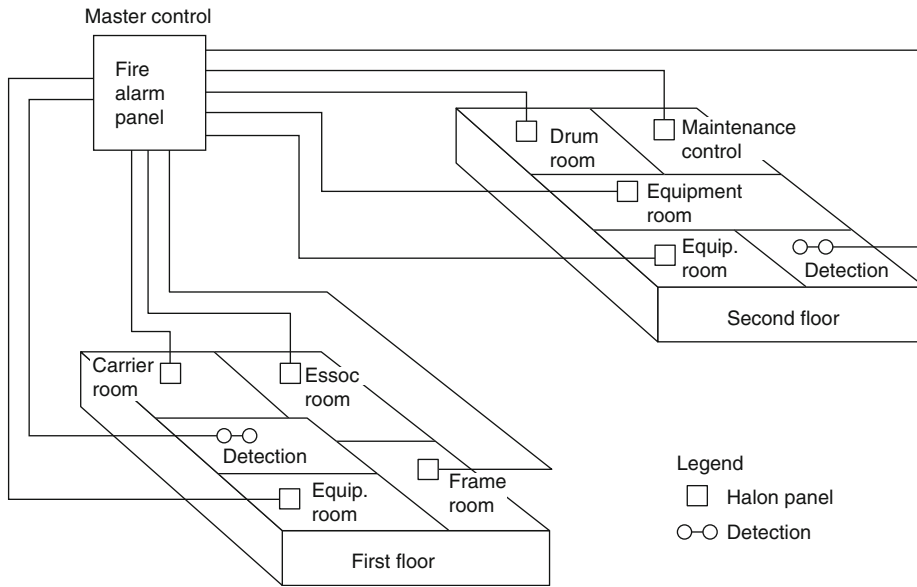 Master control
Fire
alarm
panel
Drum
room
Maintenance
control
Equipment
room
Equip.
room
Detection
Second floor
Carrier
room
Essoc
room
Detection
Equip.
room
Frame
room
First floor
Legend
Halon panel
Detection